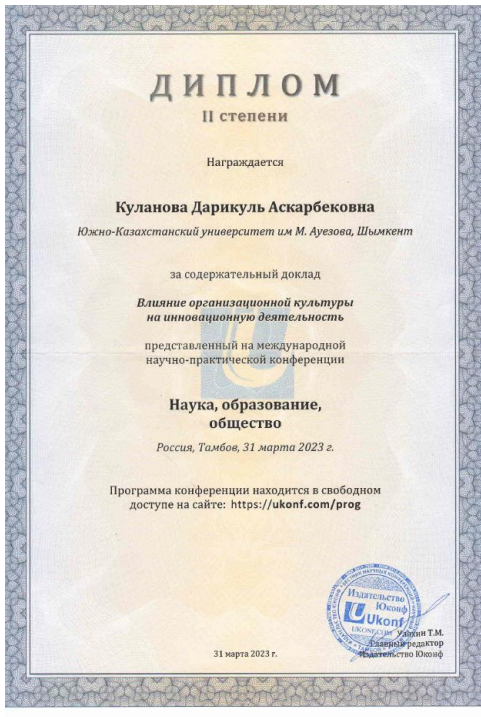 ДИПЛОМ
II степени
Награждается
Куланова Дарикуль Аскарбековна
Южно-Казахстанский университет им М. Ауезова, Шымкент
за содержательный доклад
Влияние организационной культуры
на инновационную деятельность
представленный на международной
научно-практической конференции
Наука, образование,
общество
Россия, Тамбов, 31 марта 2023 г.
Программа конференции находится в свободном
доступе на сайте: https://ukonf.com/prog
Издательство
Юконф
Ukonf
UKONF.COM
Т.М.
Главный редактор
Издательство Юконф
31 марта 2023 г.